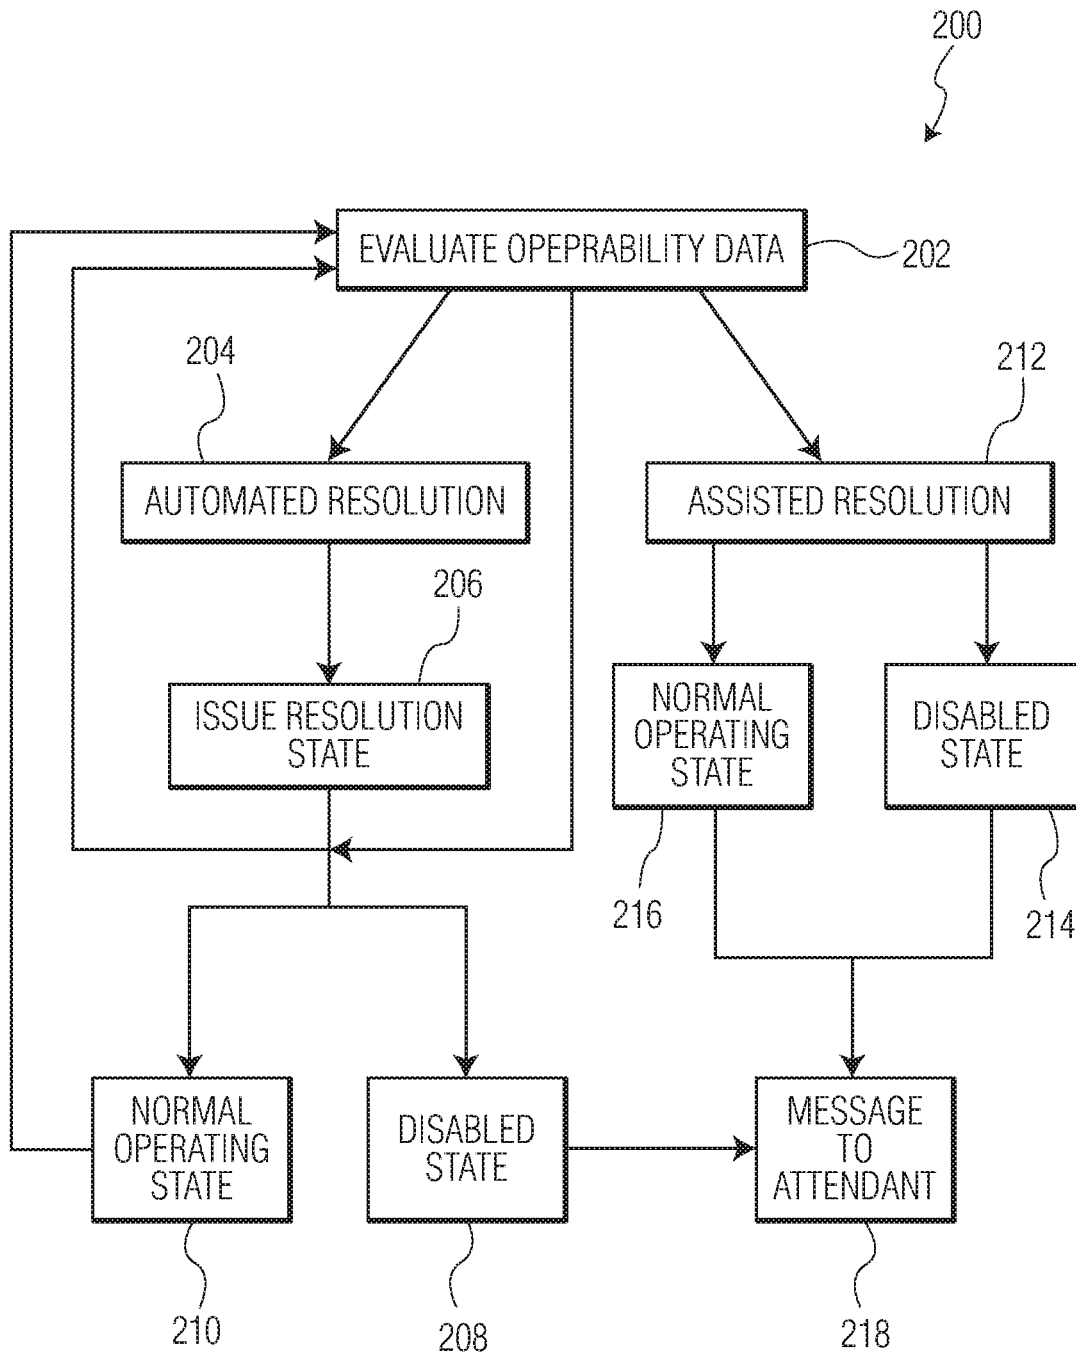 200
EVALUATE OPEPRABILITY DATA
202
204
212
AUTOMATED RESOLUTION
ASSISTED RESOLUTION
206
ISSUE RESOLUTION
STATE
NORMAL
OPERATING
STATE
DISABLED
STATE
216
214
NORMAL
OPERATING
STATE
DISABLED
STATE
MESSAGE
TO
ATTENDANT
210
208
218